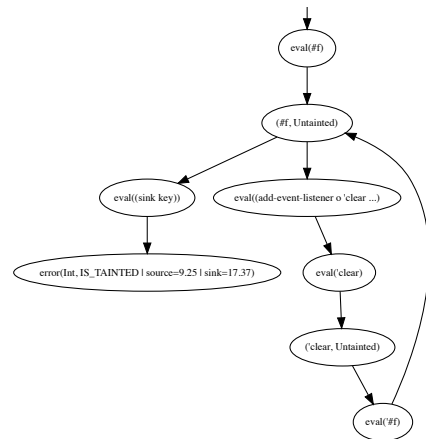 eval(#f)
(#f, Untainted)
eval((sink key))
eval((add-event-listener o 'clear ...)
error(Int, IS_TAINTED | source=9.25 | sink=17.37)
eval('clear)
('clear, Untainted)
eval('#f)